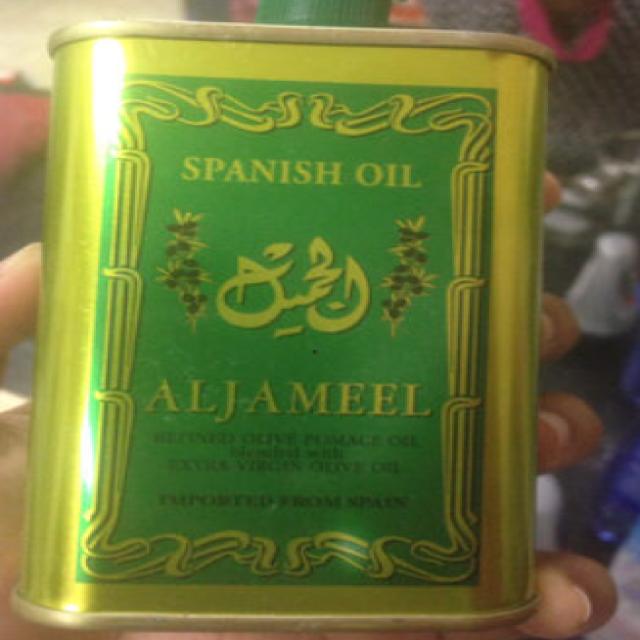 SPANISH OIL
الجميل
ALJAMEEL
REFINED OLIVE POMACE OIL
blended with
EXTRA VIRGIN OLIVE OIL
IMPORTED FROM SPAIN